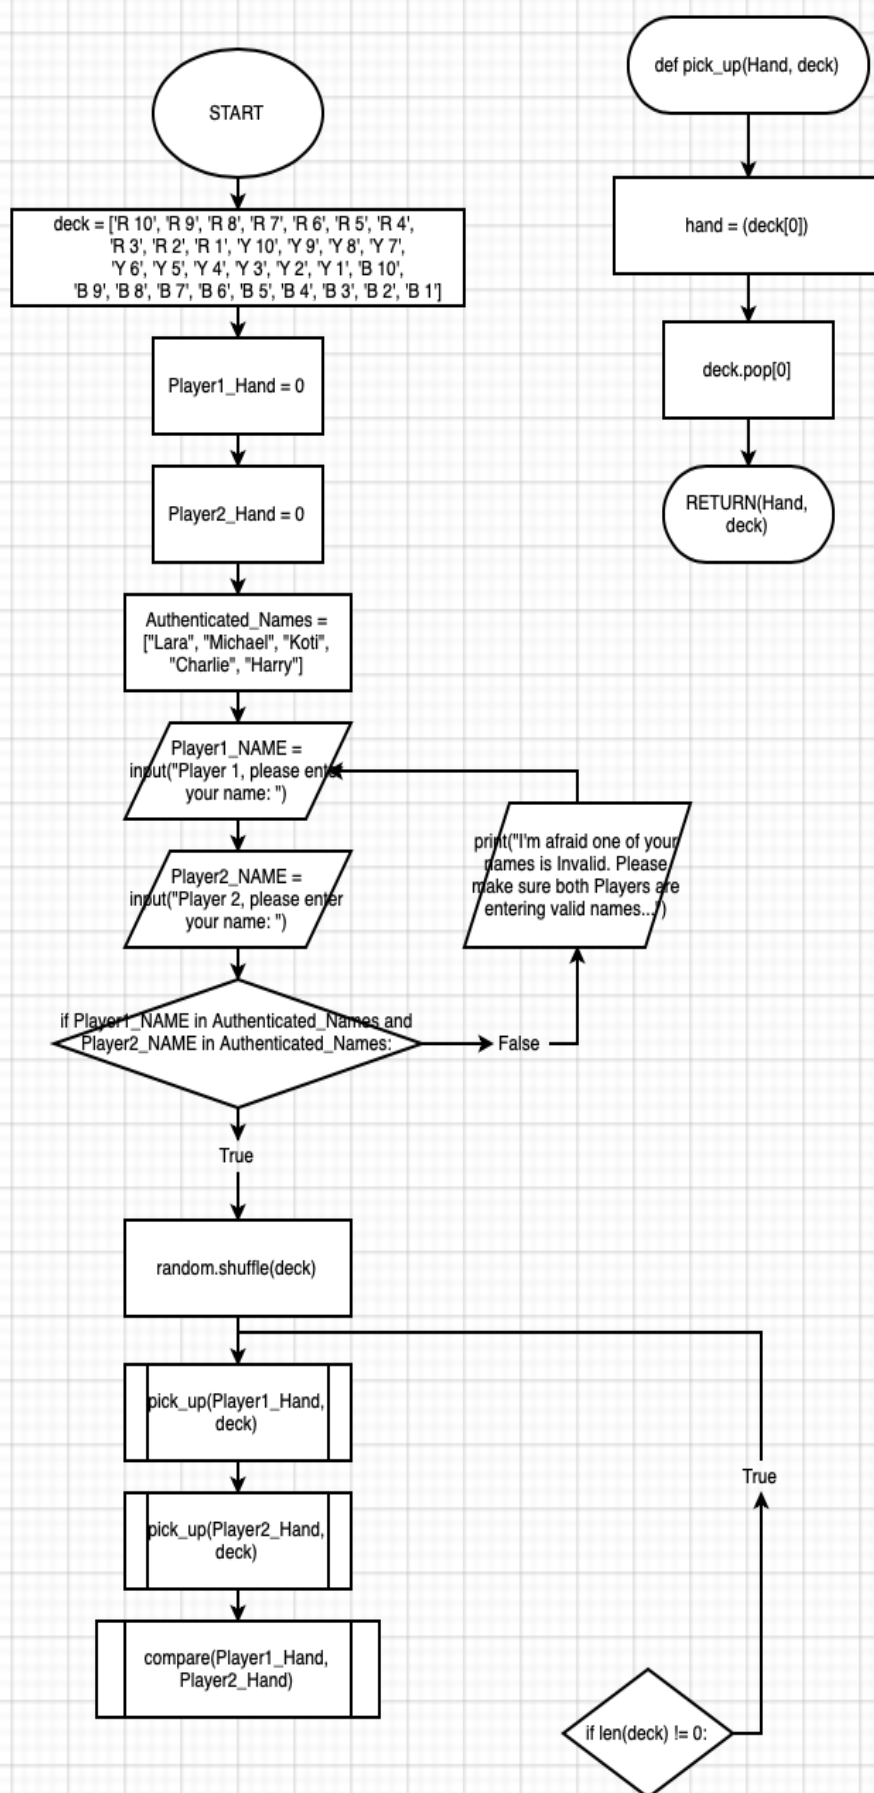 START
deck = ['R 10', 'R 9', 'R 8', 'R 7', 'R 6', 'R 5', 'R 4',
'R 3', 'R 2', 'R 1', 'Y 10', 'Y 9', 'Y 8', 'Y 7',
'Y 6', 'Y 5', 'Y 4', 'Y 3', 'Y 2', 'Y 1', 'B 10',
'B 9', 'B 8', 'B 7', 'B 6', 'B 5', 'B 4', 'B 3', 'B 2', 'B 1']
Player1_Hand = 0
Player2_Hand = 0
Authenticated_Names =
["Lara", "Michael", "Koti",
"Charlie", "Harry"]
Player1_NAME =
input("Player 1, please enter
your name: ")
Player2_NAME =
input("Player 2, please enter
your name: ")
if Player1_NAME in Authenticated_Names and
Player2_NAME in Authenticated_Names:
False
print("I'm afraid one of your
names is Invalid. Please
make sure both Players are
entering valid names...")
True
random.shuffle(deck)
pick_up(Player1_Hand,
deck)
pick_up(Player2_Hand,
deck)
compare(Player1_Hand,
Player2_Hand)
True
if len(deck) != 0:
def pick_up(Hand, deck)
hand = (deck[0])
deck.pop[0]
RETURN(Hand,
deck)